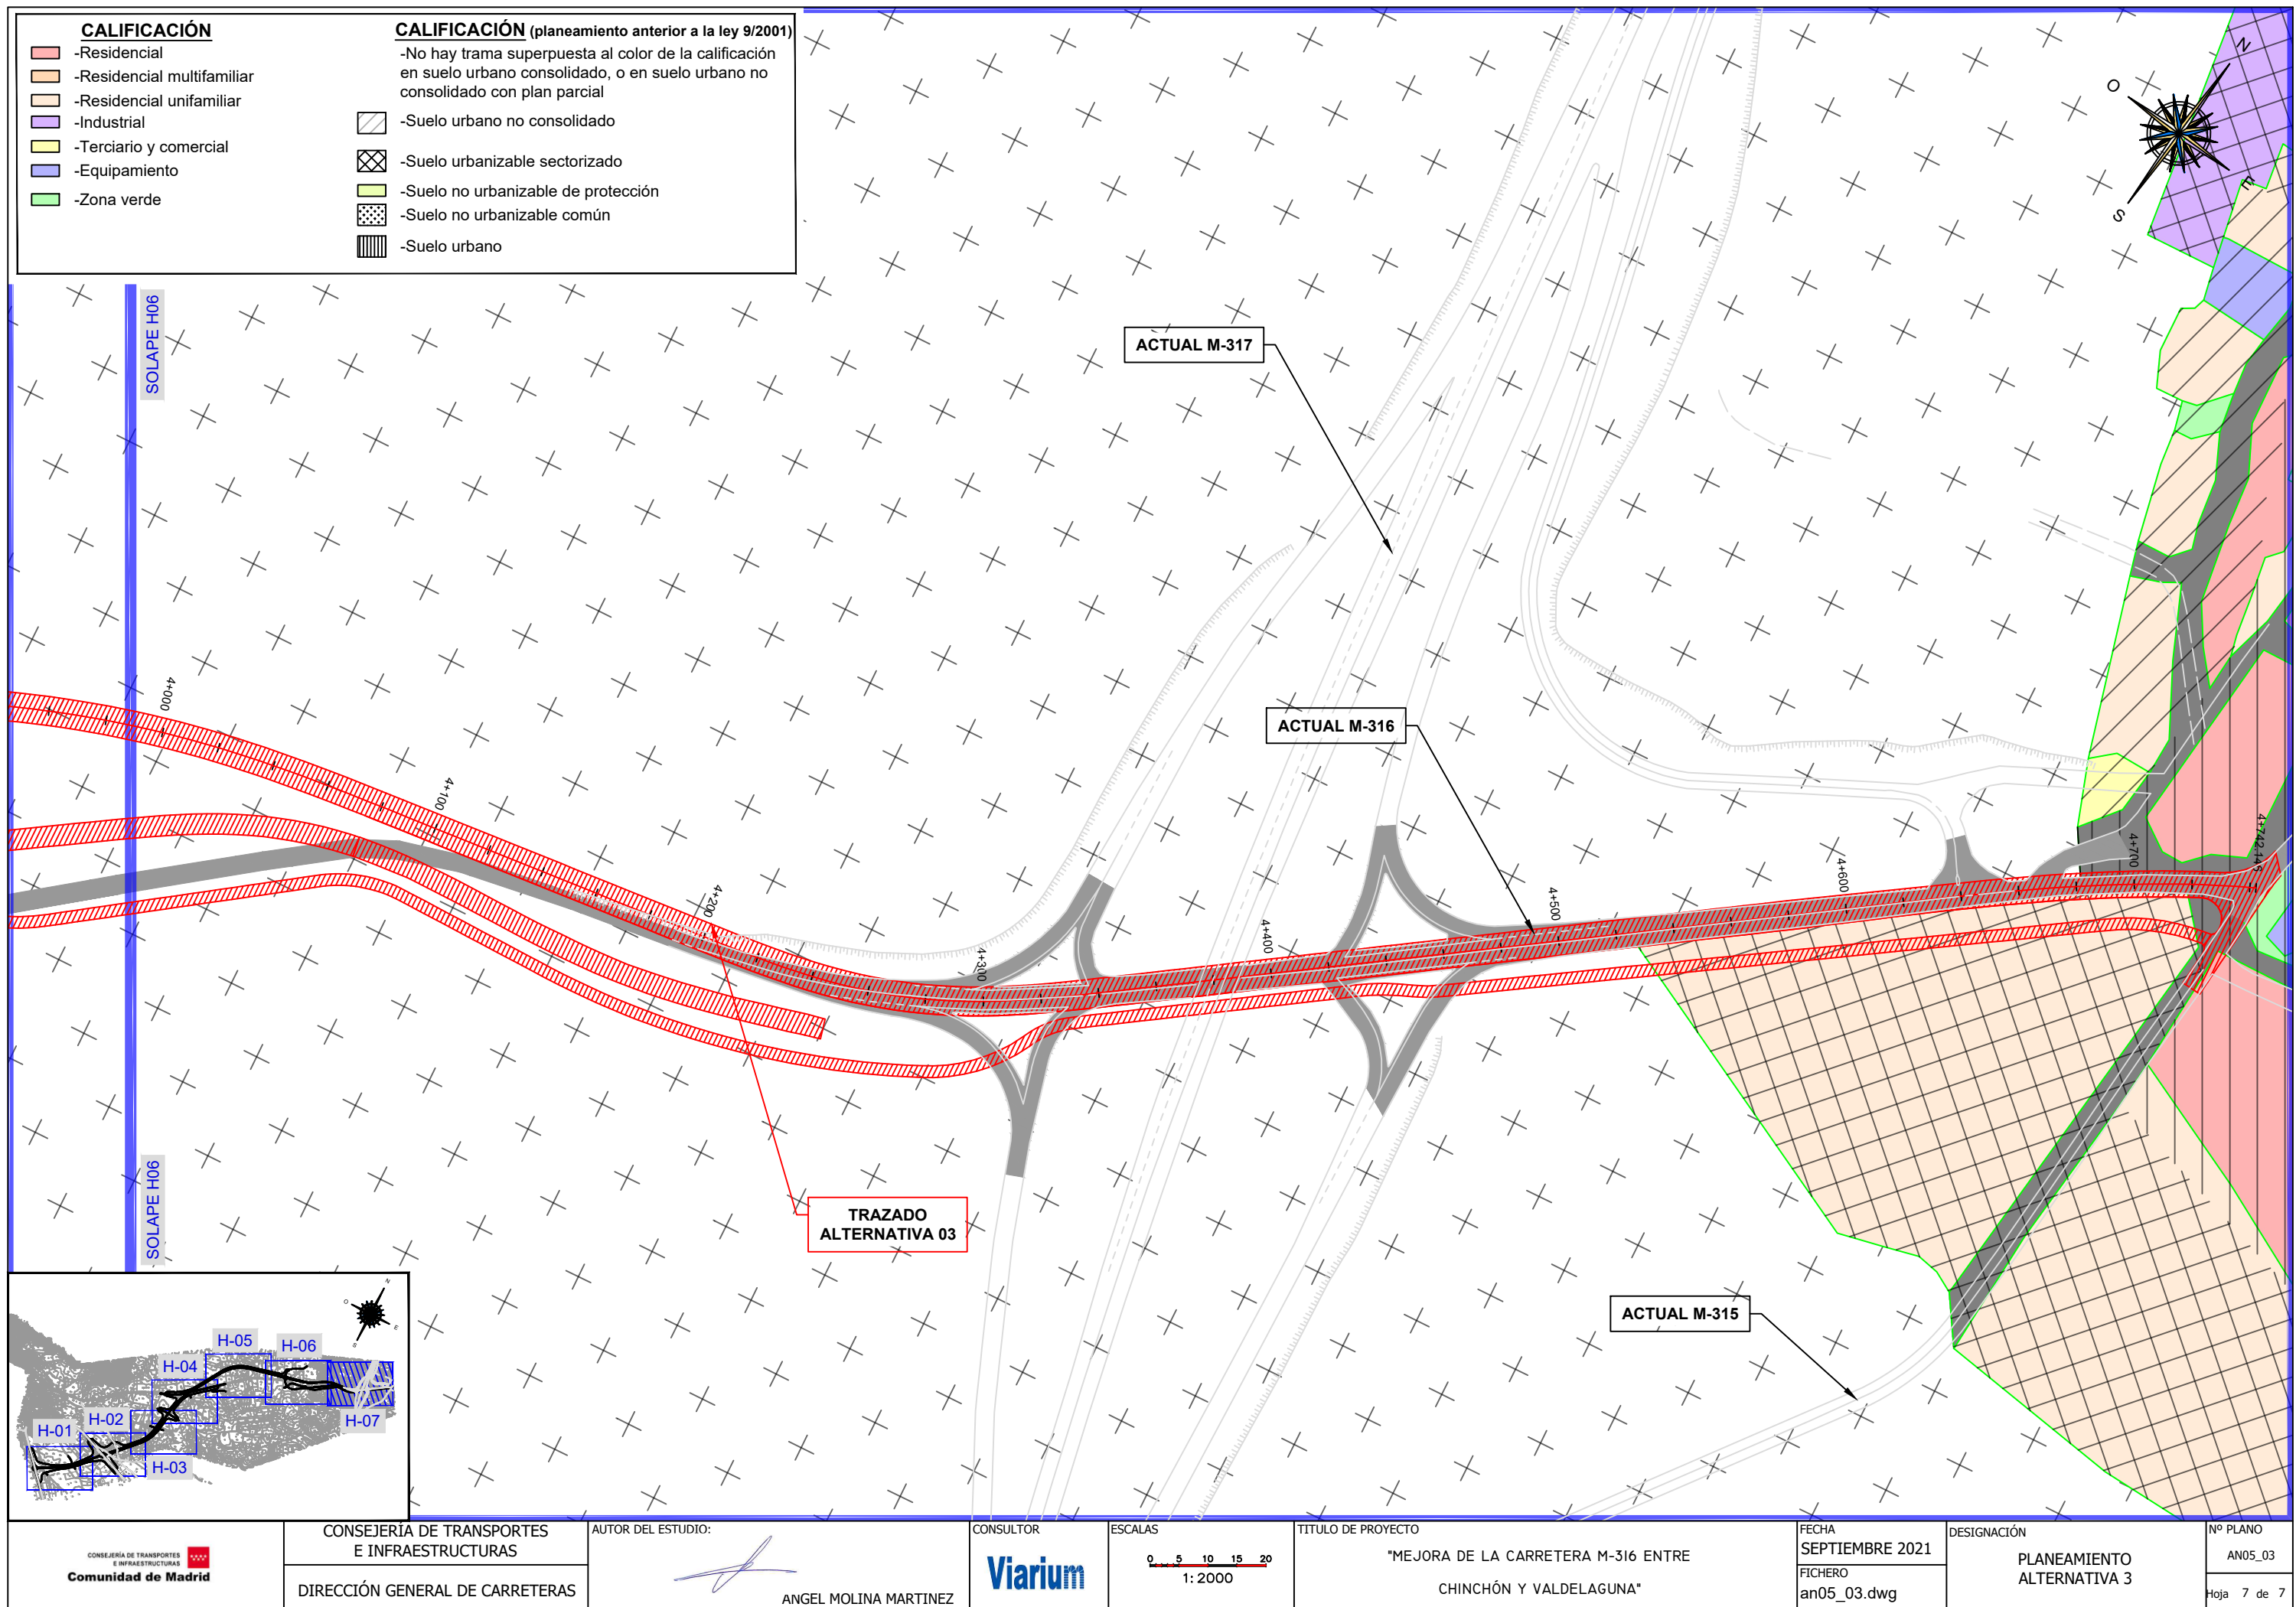 CALIFICACIÓN
-Residencial
-Residencial multifamiliar
-Residencial unifamiliar
-Industrial
-Terciario y comercial
-Equipamiento
-Zona verde
CALIFICACIÓN (planeamiento anterior a la ley 9/2001)
-No hay trama superpuesta al color de la calificación
en suelo urbano consolidado, o en suelo urbano no
consolidado con plan parcial
-Suelo urbano no consolidado
-Suelo urbanizable sectorizado
-Suelo no urbanizable de protección
-Suelo no urbanizable común
-Suelo urbano
N
O
E
S
SOLAPE H06
ACTUAL M-317
ACTUAL M-316
4+000
4+100
4+200
4+300
4+400
4+500
4+600
4+700
4+742.145
SOLAPE H06
TRAZADO
ALTERNATIVA 03
ACTUAL M-315
N
O
E
S
H-05
H-06
H-04
H-07
H-02
H-01
H-03
CONSEJERÍA DE TRANSPORTES
E INFRAESTRUCTURAS
Comunidad de Madrid
CONSEJERÍA DE TRANSPORTES
E INFRAESTRUCTURAS
DIRECCIÓN GENERAL DE CARRETERAS
AUTOR DEL ESTUDIO:
ANGEL MOLINA MARTINEZ
CONSULTOR
Viarium
ESCALAS
0 5 10 15 20
1: 2000
TITULO DE PROYECTO
"MEJORA DE LA CARRETERA M-316 ENTRE
CHINCHÓN Y VALDELAGUNA"
FECHA
SEPTIEMBRE 2021
FICHERO
an05_03.dwg
DESIGNACIÓN
PLANEAMIENTO
ALTERNATIVA 3
Nº PLANO
AN05_03
Hoja 7 de 7